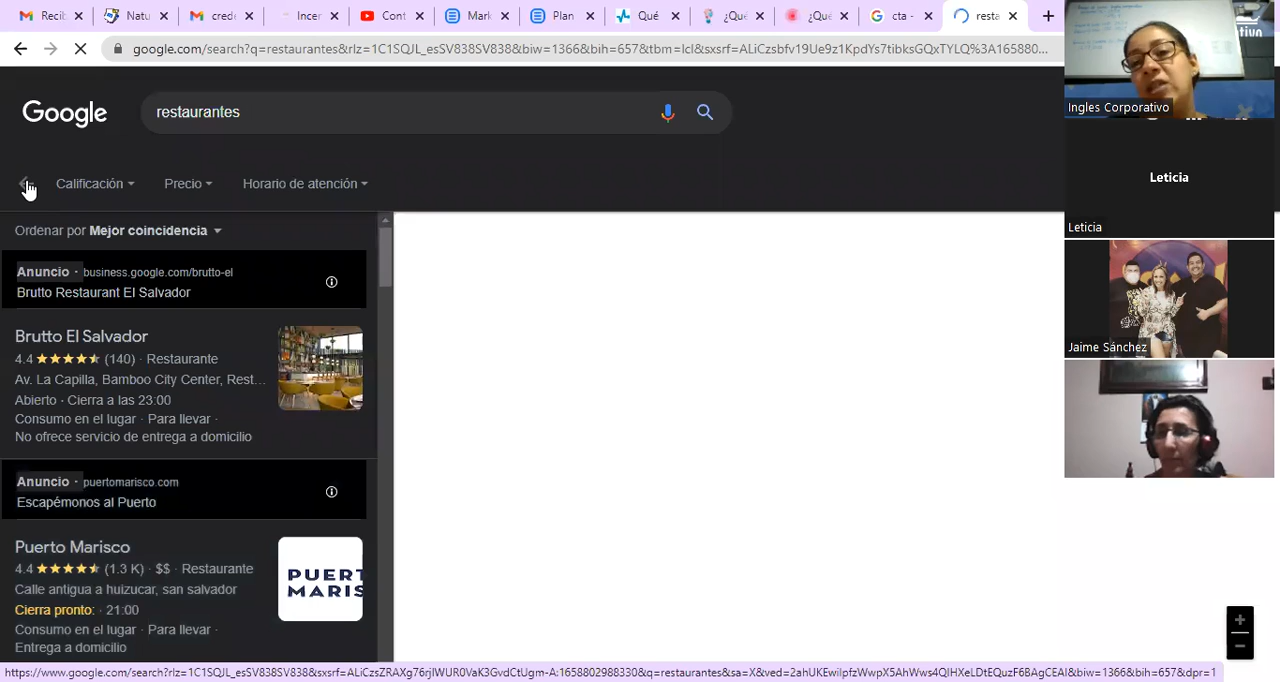 Recib
Natu
cred
Incer
Cont
Mark
Plan
Qué
¿Qu
¿Qu
cta -
resta
google.com/search?q=restaurantes&rlz=1C1SQJL_esSV838SV838&biw=1366&bih=657&tbm=lcl&sxsrf=ALiCzsbfv19Ue9z1KpdYs7tibksGQxTYLQ%3A165880...
Google
restaurantes
Calificación
Precio
Horario de atención
Ordenar por Mejor coincidencia
Anuncio · business.google.com/brutto-el
Brutto Restaurant El Salvador
Brutto El Salvador
4.4 (140) · Restaurante
Av. La Capilla, Bamboo City Center, Rest...
Abierto · Cierra a las 23:00
Consumo en el lugar · Para llevar ·
No ofrece servicio de entrega a domicilio
Anuncio · puertomarisco.com
Escapémonos al Puerto
Puerto Marisco
4.4 (1.3 K) · $$ · Restaurante
Calle antigua a huizucar, san salvador
Cierra pronto: · 21:00
Consumo en el lugar · Para llevar ·
Entrega a domicilio
PUERT
MARIS
Ingles Corporativo
Leticia
Leticia
Jaime Sánchez
https://www.google.com/search?rlz=1C1SQJL_esSV838SV838&sxsrf=ALiCzsZRAXg76rjIWUR0VaK3GvdCtUgm-A:1658802988330&q=restaurantes&sa=X&ved=2ahUKEwilpfzWwpX5AhWws4QIHXeLDtEQuzF6BAgCEAI&biw=1366&bih=657&dpr=1